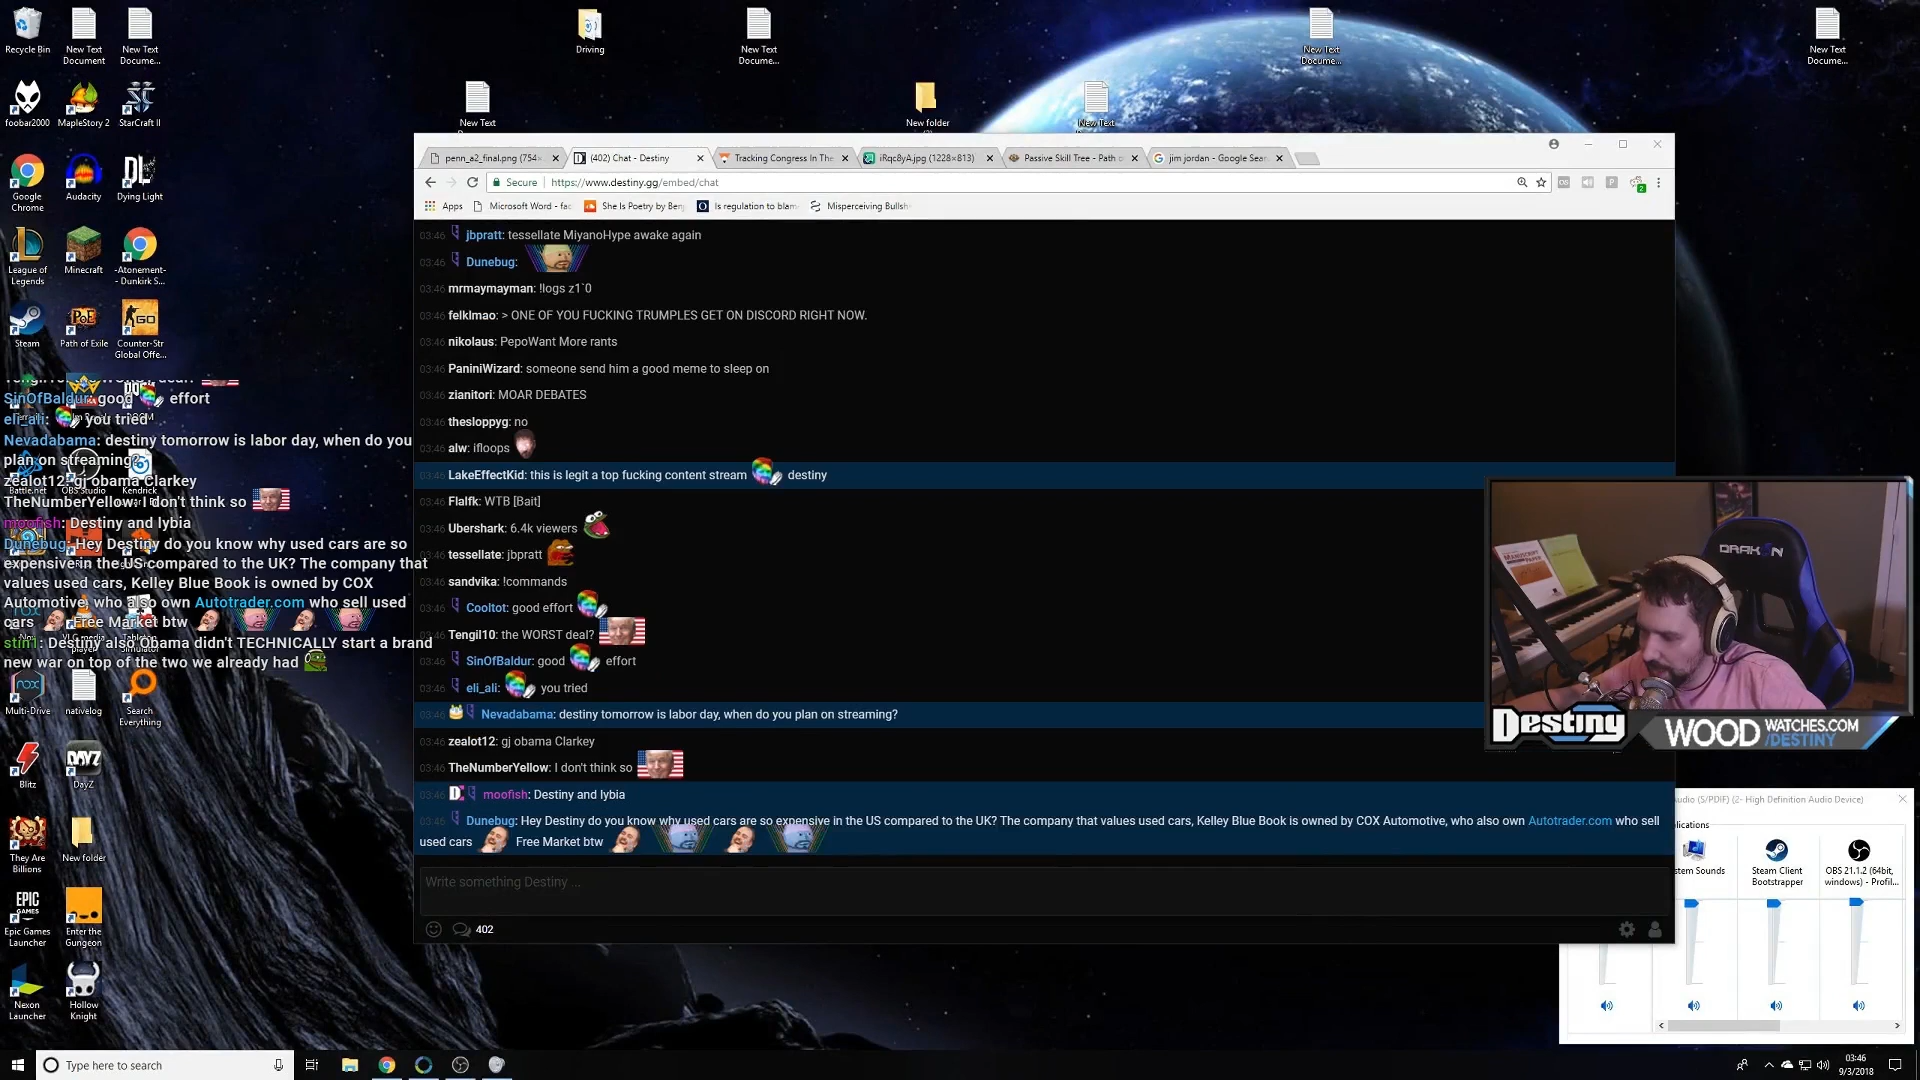 Recycle Bin
New Text
Document
New Text
Docume...
Driving
New Text
Docume...
New Text
Docume...
New Text
Docume...
foobar2000
MapleStory 2
StarCraft II
New Text
New folder
New Text
Google
Chrome
Audacity
Dying Light
League of
Legends
Minecraft
-Atonement-
- Dunkirk S...
Steam
Path of Exile
Counter-Str
Global Offe...
penn_a2_final.png (754×
(402) Chat - Destiny
Tracking Congress In The
iRqc8yA.jpg (1228×813)
Passive Skill Tree - Path o
jim jordan - Google Sear
Secure
https://www.destiny.gg/embed/chat
Apps
Microsoft Word - fac
She Is Poetry by Benj
Is regulation to blam
Misperceiving Bullsh
03:46 jbpratt: tessellate MiyanoHype awake again
03:46 Dunebug:
03:46 mrmaymayman: !logs z1`0
03:46 felklmao: > ONE OF YOU FUCKING TRUMPLES GET ON DISCORD RIGHT NOW.
03:46 nikolaus: PepoWant More rants
03:46 PaniniWizard: someone send him a good meme to sleep on
03:46 zianitori: MOAR DEBATES
03:46 thesloppyg: no
03:46 alw: ifloops
03:46 LakeEffectKid: this is legit a top fucking content stream destiny
03:46 Flalfk: WTB [Bait]
03:46 Ubershark: 6.4k viewers
03:46 tessellate: jbpratt
03:46 sandvika: !commands
03:46 Cooltot: good effort
03:46 Tengil10: the WORST deal?
03:46 SinOfBaldur: good effort
03:46 eli_ali: you tried
03:46 Nevadabama: destiny tomorrow is labor day, when do you plan on streaming?
03:46 zealot12: gj obama Clarkey
03:46 TheNumberYellow: I don't think so
03:46 moofish: Destiny and lybia
03:46 Dunebug: Hey Destiny do you know why used cars are so expensive in the US compared to the UK? The company that values used cars, Kelley Blue Book is owned by COX Automotive, who also own Autotrader.com who sell
used cars Free Market btw
Write something Destiny ...
402
SinOfBaldur: good effort
eli_ali: you tried
Nevadabama: destiny tomorrow is labor day, when do you
plan on streaming?
zealot12: gj obama Clarkey
TheNumberYellow: I don't think so
moofish: Destiny and lybia
Dunebug: Hey Destiny do you know why used cars are so
expensive in the US compared to the UK? The company that
values used cars, Kelley Blue Book is owned by COX
Automotive, who also own Autotrader.com who sell used
cars Free Market btw
stin1: Destiny also Obama didn't TECHNICALLY start a brand
new war on top of the two we already had
Battle.net
OBS Studio
Kendrick
Multi-Drive
nativelog
Search
Everything
Blitz
DayZ
They Are
Billions
New folder
Epic Games
Launcher
Enter the
Gungeon
Nexon
Launcher
Hollow
Knight
DRAKON
MANUSCRIPT
Destiny
WOOD
WATCHES.COM
/DESTINY
udio (S/PDIF) (2- High Definition Audio Device)
lications
stem Sounds
Steam Client
Bootstrapper
OBS 21.1.2 (64bit,
windows) - Profil...
Type here to search
03:46
9/3/2018